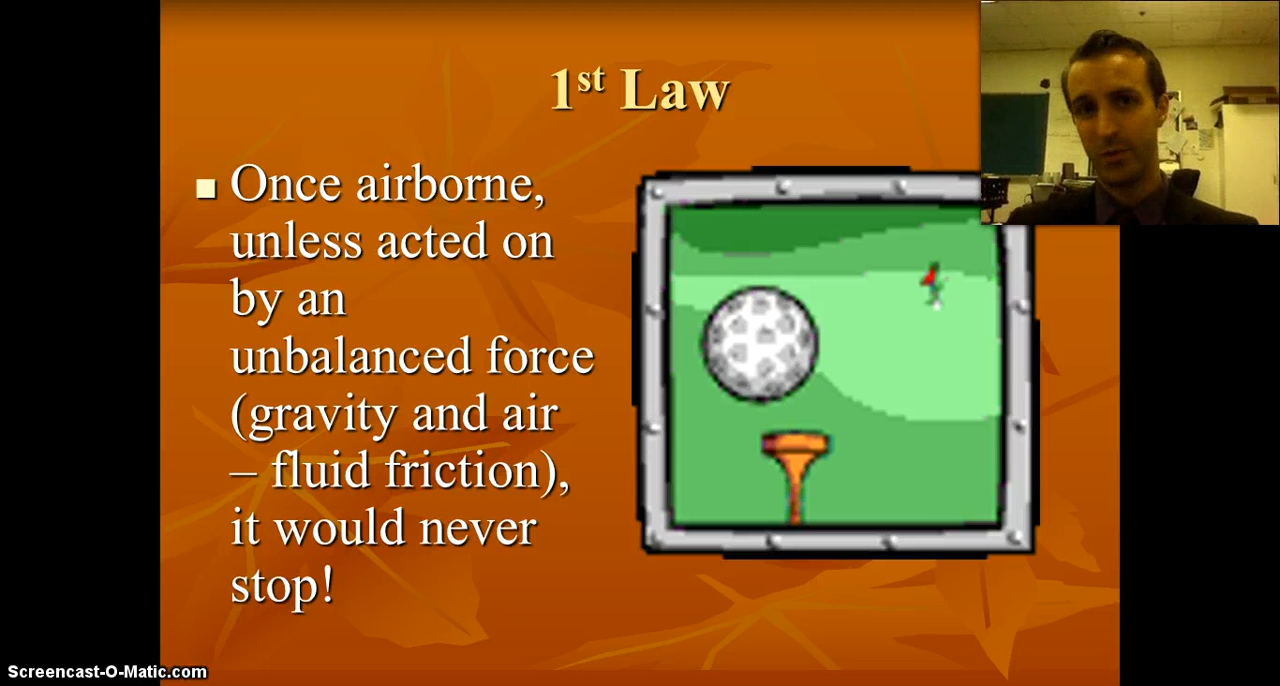 1st Law
Once airborne,
unless acted on
by an
unbalanced force
(gravity and air
– fluid friction),
it would never
stop!
Screencast-O-Matic.com